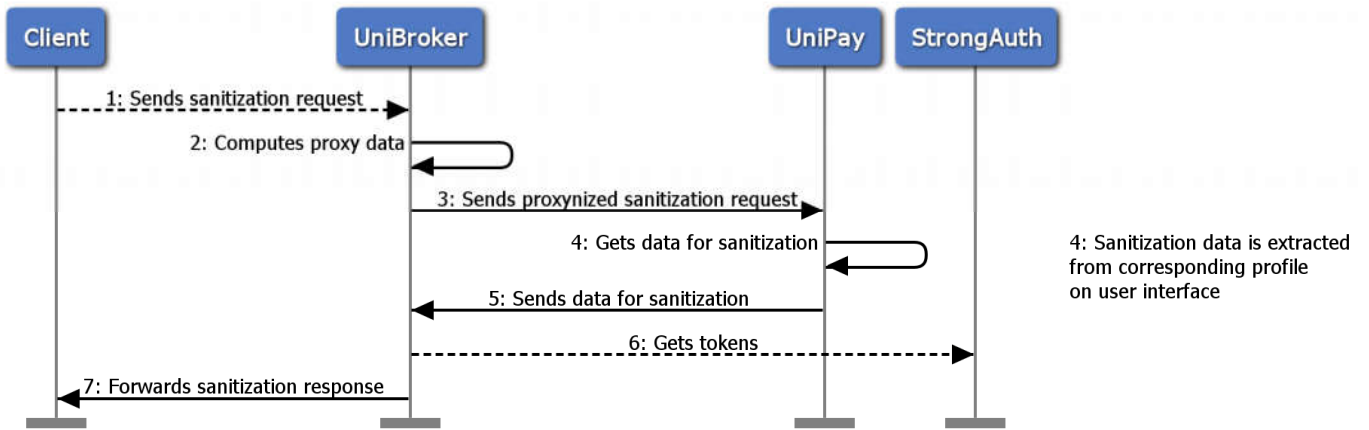 Client
UniBroker
UniPay
StrongAuth
1: Sends sanitization request
2: Computes proxy data
3: Sends proxynized sanitization request
4: Gets data for sanitization
4: Sanitization data is extracted
from corresponding profile
on user interface
5: Sends data for sanitization
6: Gets tokens
7: Forwards sanitization response